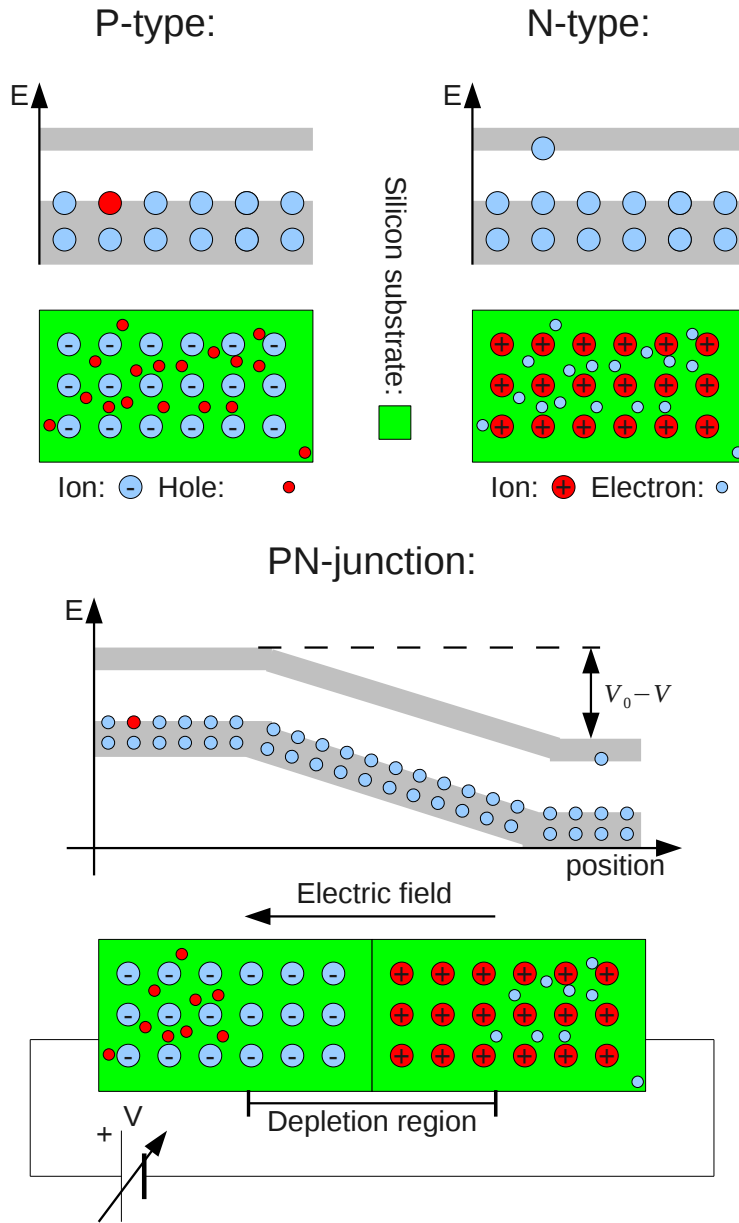 P-type:
N-type:
E
E
Silicon substrate:
- - - - - -
- - - - - -
- - - - - -
+ + + + + +
+ + + + + +
+ + + + + +
Ion: - Hole:
Ion: + Electron:
PN-junction:
E
V₀−V
position
Electric field
- - - - - - + + + + + +
- - - - - - + + + + + +
- - - - - - + + + + + +
Depletion region
+ V